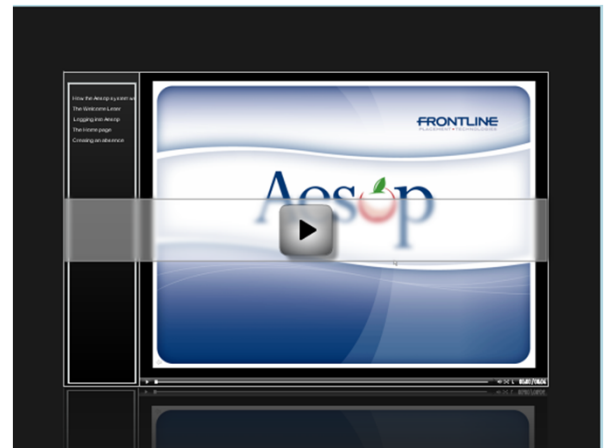 How the Aesop system wo
The Welcome Letter
Logging into Aesop
The Home page
Creating an absence
FRONTLINE
PLACEMENT TECHNOLOGIES
Aesop